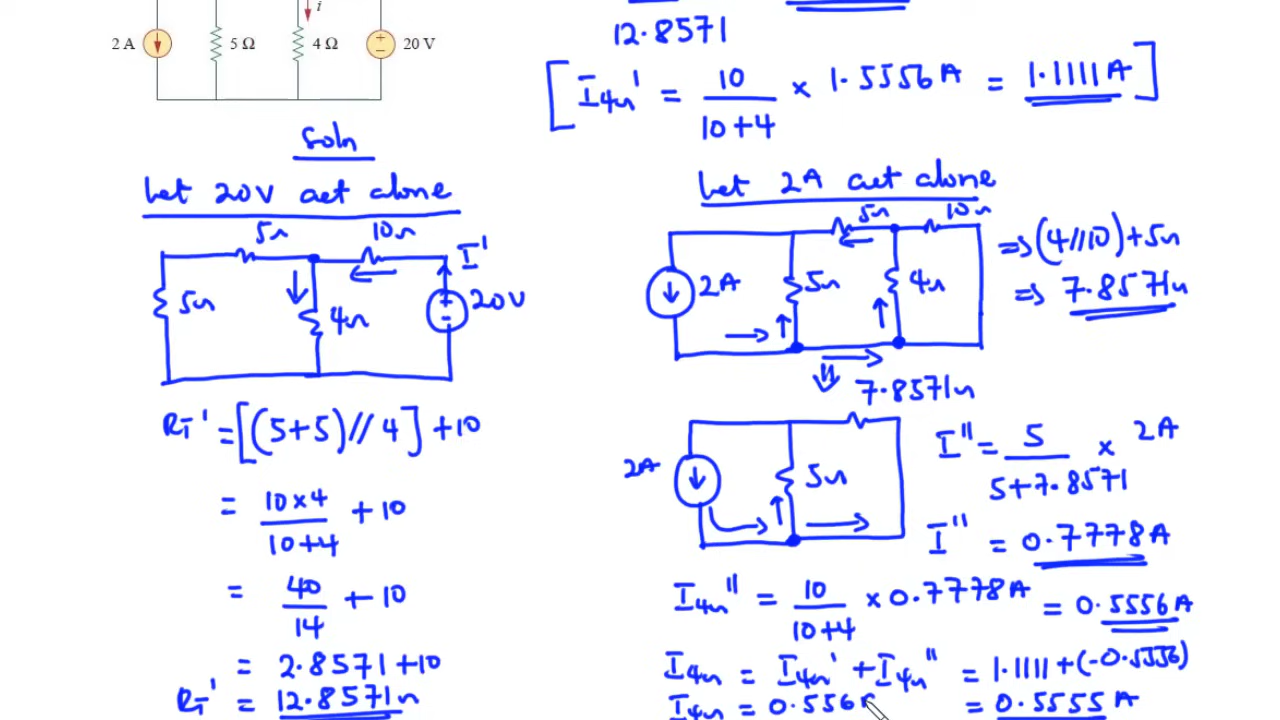 i
2 A 5 Ω 4 Ω + − 20 V
Soln
Let 20V act alone
5Ω 10Ω I'
5Ω 4Ω + - 20V
RT' = [(5+5)//4] +10
= 10×4/10+4 + 10
= 40/14 + 10
= 2.8571 +10
RT' = 12.8571Ω
12.8571
[I4Ω' = 10/10+4 × 1.5556A = 1.1111A]
Let 2A act alone
5Ω 10Ω
2A 5Ω 4Ω
=> (4//10)+5Ω
=> 7.8571Ω
7.8571Ω
2A 5Ω
I'' = 5/5+7.8571 × 2A
I'' = 0.7778A
I4Ω'' = 10/10+4 × 0.7778A = 0.5556A
I4Ω = I4Ω' + I4Ω'' = 1.1111+(-0.5556)
I4Ω = 0.556 = 0.5555A